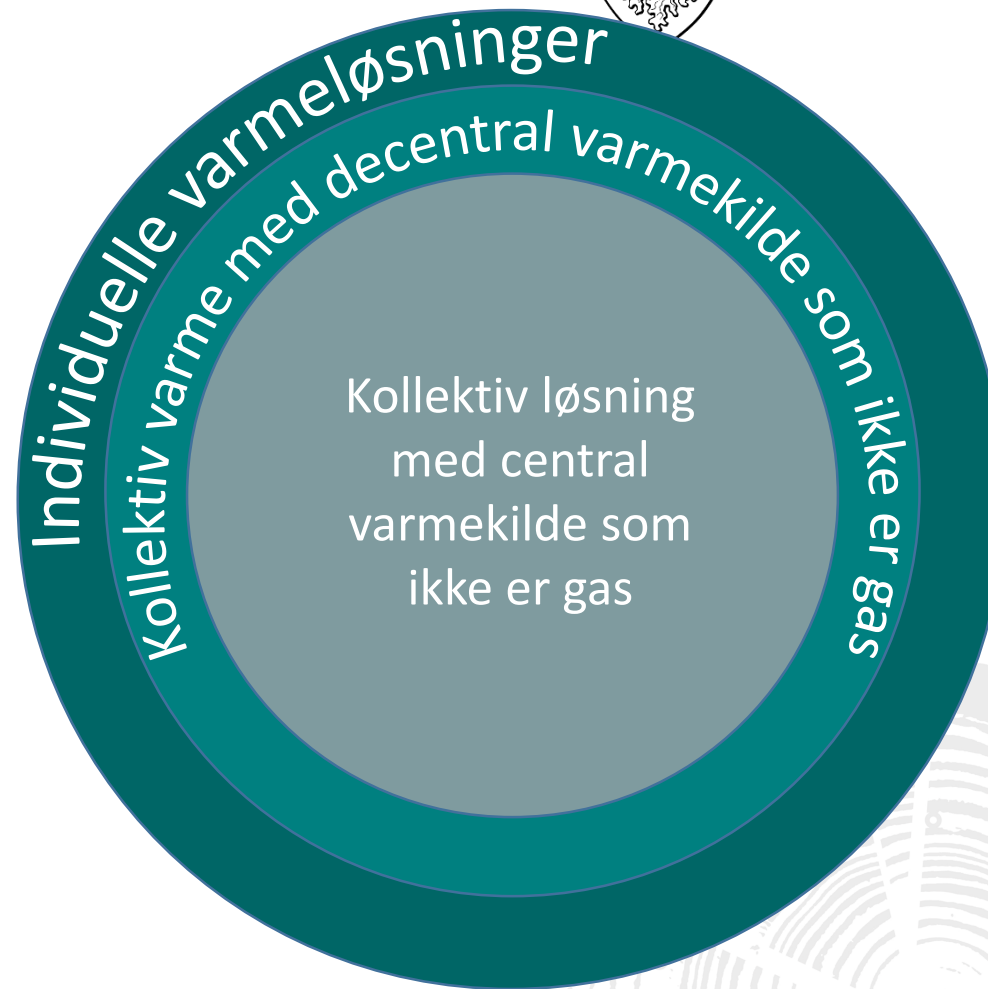 Individuelle varmeløsninger
Kollektiv varme med decentral varmekilde som ikke er gas
Kollektiv løsning
med central
varmekilde som
ikke er gas